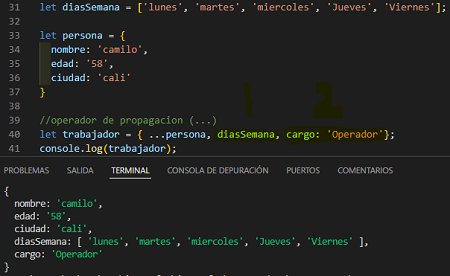 31 let diasSemana = ['lunes', 'martes', 'miercoles', 'Jueves', 'Viernes'];
32
33 let persona = {
34 nombre: 'camilo',
35 edad: '58',
36 ciudad: 'cali'
37 }
38
39 //operador de propagacion (...)
1 2
40 let trabajador = { ...persona, diasSemana, cargo: 'Operador'};
41 console.log(trabajador);
PROBLEMAS SALIDA TERMINAL CONSOLA DE DEPURACIÓN PUERTOS COMENTARIOS
{
nombre: 'camilo',
edad: '58',
ciudad: 'cali',
diasSemana: [ 'lunes', 'martes', 'miercoles', 'Jueves', 'Viernes' ],
cargo: 'Operador'
}